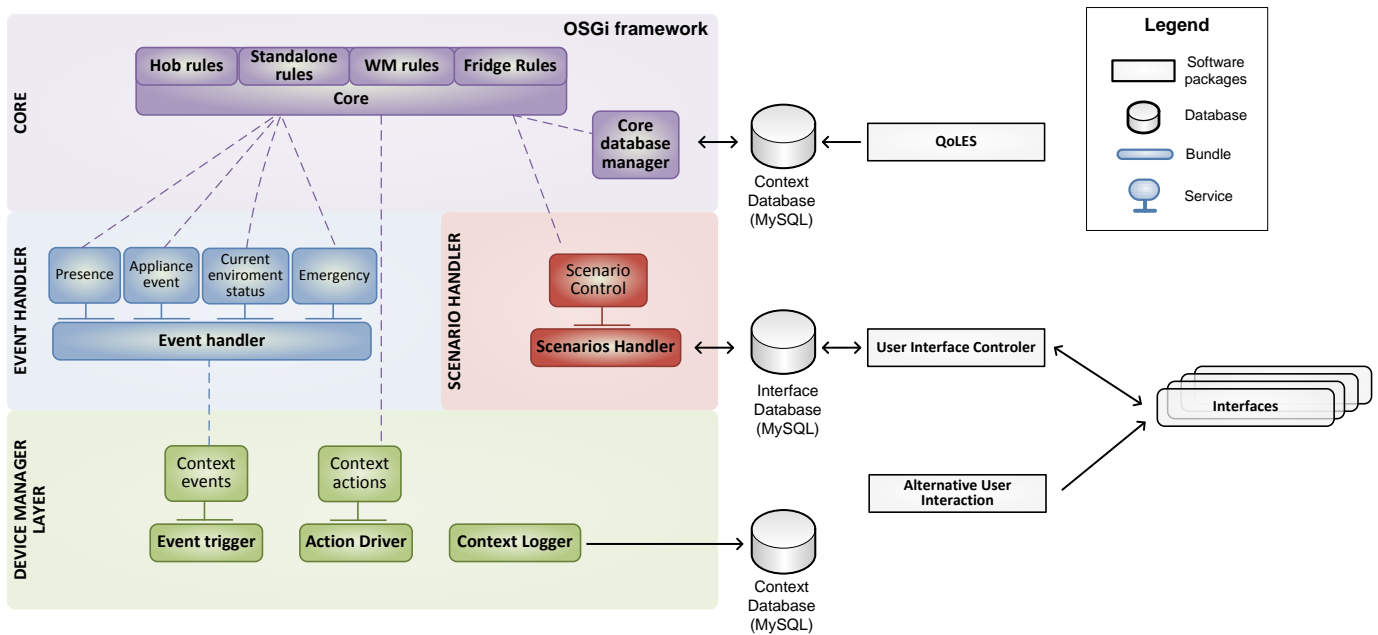 OSGi framework
CORE
Hob rules
Standalone
rules
WM rules
Fridge Rules
Core
Core
database
manager
Context
Database
(MySQL)
QoLES
Legend
Software
packages
Database
Bundle
Service
EVENT HANDLER
Presence
Appliance
event
Current
enviroment
status
Emergency
Event handler
SCENARIO HANDLER
Scenario
Control
Scenarios Handler
Interface
Database
(MySQL)
User Interface Controler
Interfaces
Alternative User
Interaction
DEVICE MANAGER
LAYER
Context
events
Context
actions
Event trigger
Action Driver
Context Logger
Context
Database
(MySQL)